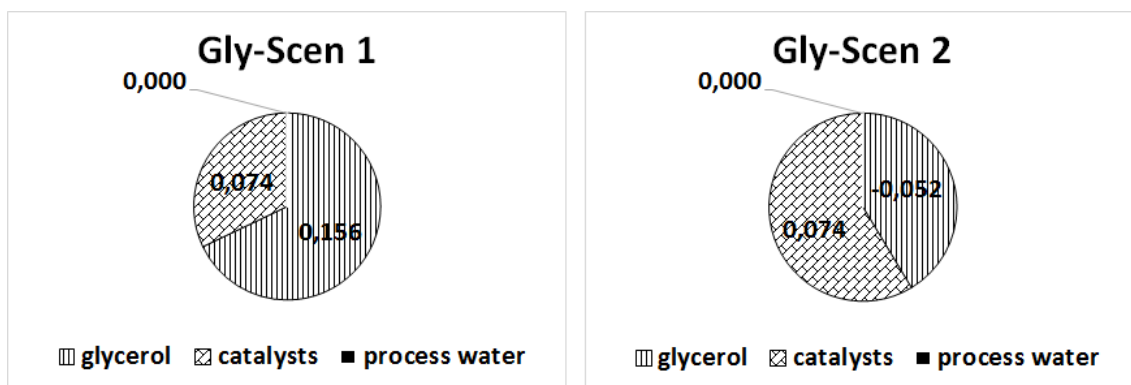 Gly-Scen 1
0,000
0,074
0,156
glycerol catalysts process water
Gly-Scen 2
0,000
-0,052
0,074
glycerol catalysts process water